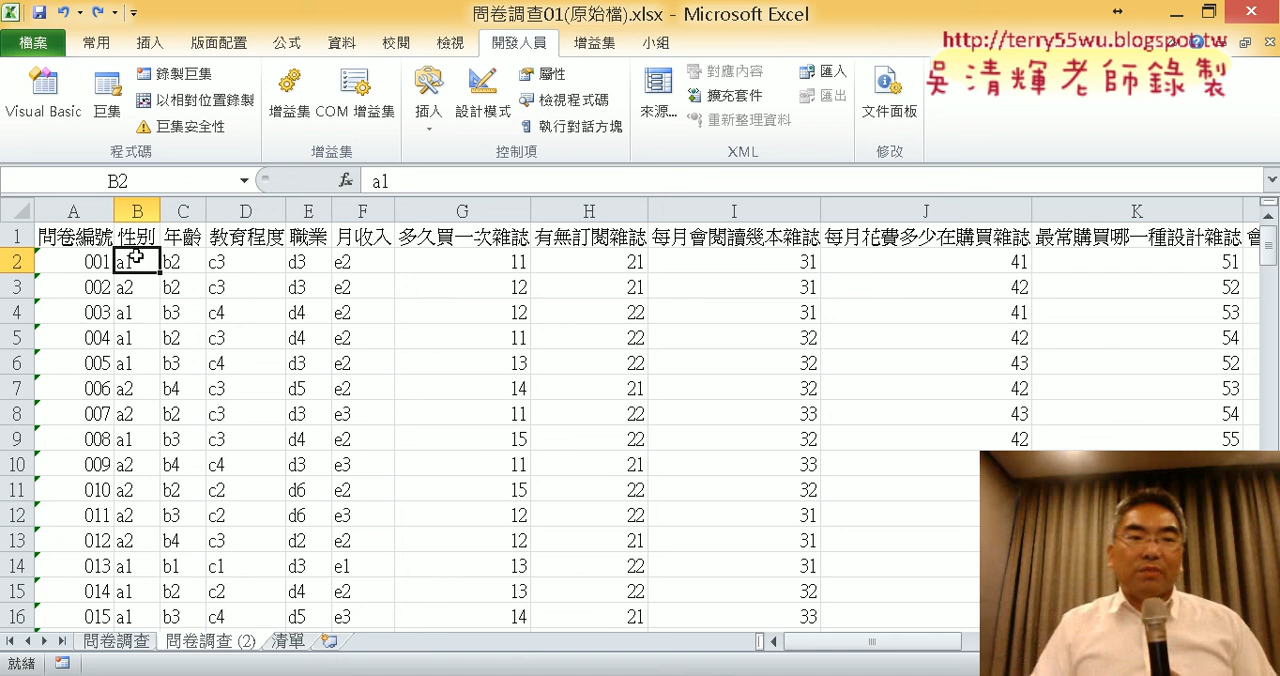 問卷調查01(原始檔).xlsx - Microsoft Excel
檔案 常用 插入 版面配置 公式 資料 校閱 檢視 開發人員 增益集 小組
http://terry55wu.blogspot.tw
吳清輝老師錄製
Visual Basic 巨集 錄製巨集 以相對位置錄製 巨集安全性
增益集 COM 增益集
插入 設計模式 屬性 檢視程式碼 執行對話方塊
來源... 對應內容 擴充套件 重新整理資料 匯入 匯出
文件面板
程式碼 增益集 控制項 XML 修改
B2 fx a1
A B C D E F G H I J K
1 問卷編號 性別 年齡 教育程度 職業 月收入 多久買一次雜誌 有無訂閱雜誌 每月會閱讀幾本雜誌 每月花費多少在購買雜誌 最常購買哪一種設計雜誌 會
2 001 a1 b2 c3 d3 e2 11 21 31 41 51
3 002 a2 b2 c3 d3 e2 12 21 31 42 52
4 003 a1 b3 c4 d4 e2 12 22 31 41 53
5 004 a1 b2 c3 d4 e2 11 22 32 42 54
6 005 a1 b3 c4 d3 e2 13 22 32 43 52
7 006 a2 b4 c3 d5 e2 14 21 32 42 53
8 007 a2 b2 c3 d3 e3 11 22 33 43 54
9 008 a1 b3 c3 d4 e2 15 22 32 42 55
10 009 a2 b4 c4 d3 e3 11 21 33
11 010 a2 b2 c2 d6 e2 15 22 32
12 011 a2 b3 c2 d6 e3 12 22 31
13 012 a2 b4 c3 d2 e2 12 21 31
14 013 a1 b1 c1 d3 e1 13 22 31
15 014 a1 b2 c2 d4 e2 13 22 32
16 015 a1 b3 c4 d5 e3 14 21 33
問卷調查 問卷調查 (2) 清單
就緒